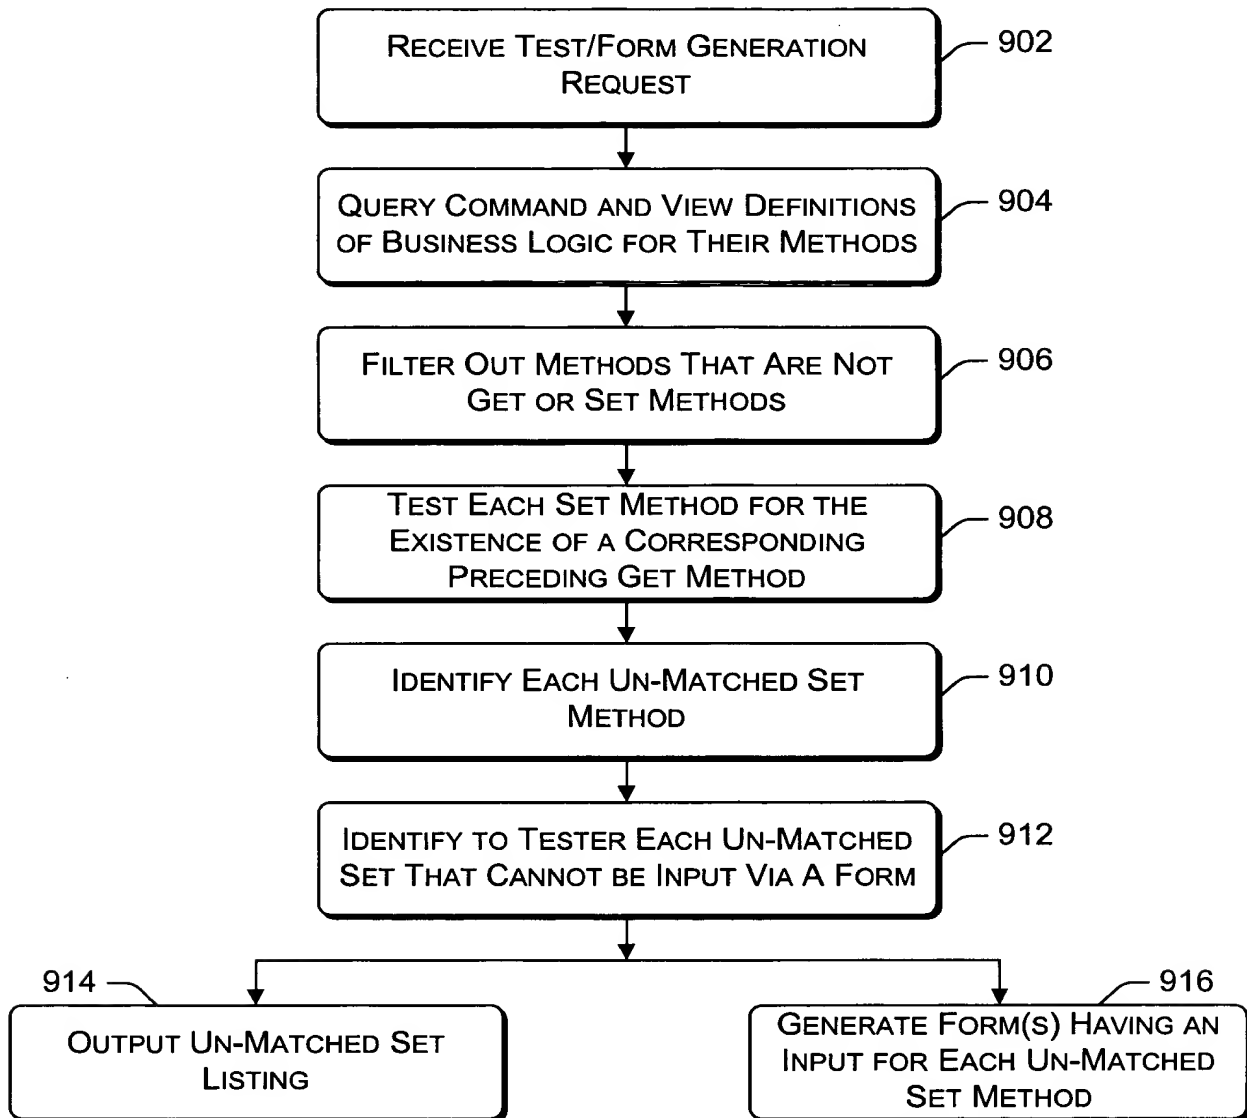 RECEIVE TEST/FORM GENERATION
REQUEST
902
QUERY COMMAND AND VIEW DEFINITIONS
OF BUSINESS LOGIC FOR THEIR METHODS
904
FILTER OUT METHODS THAT ARE NOT
GET OR SET METHODS
906
TEST EACH SET METHOD FOR THE
EXISTENCE OF A CORRESPONDING
PRECEDING GET METHOD
908
IDENTIFY EACH UN-MATCHED SET
METHOD
910
IDENTIFY TO TESTER EACH UN-MATCHED
SET THAT CANNOT BE INPUT VIA A FORM
912
914
OUTPUT UN-MATCHED SET
LISTING
916
GENERATE FORM(S) HAVING AN
INPUT FOR EACH UN-MATCHED
SET METHOD